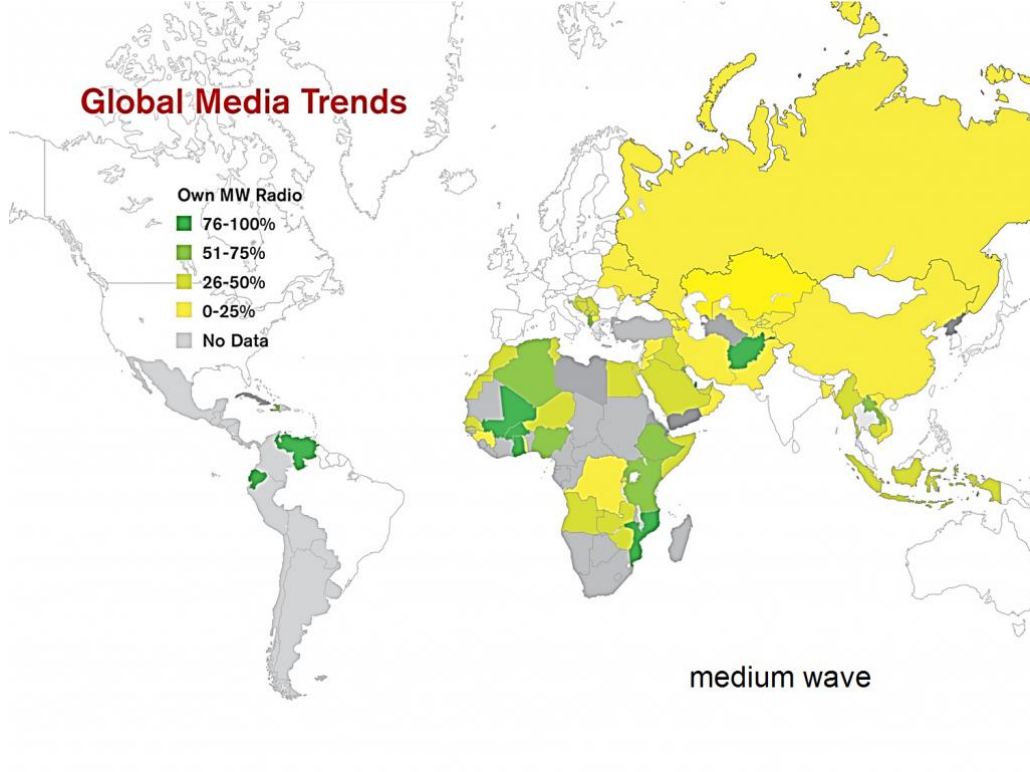 Global Media Trends
Own MW Radio
76-100%
51-75%
26-50%
0-25%
No Data
medium wave